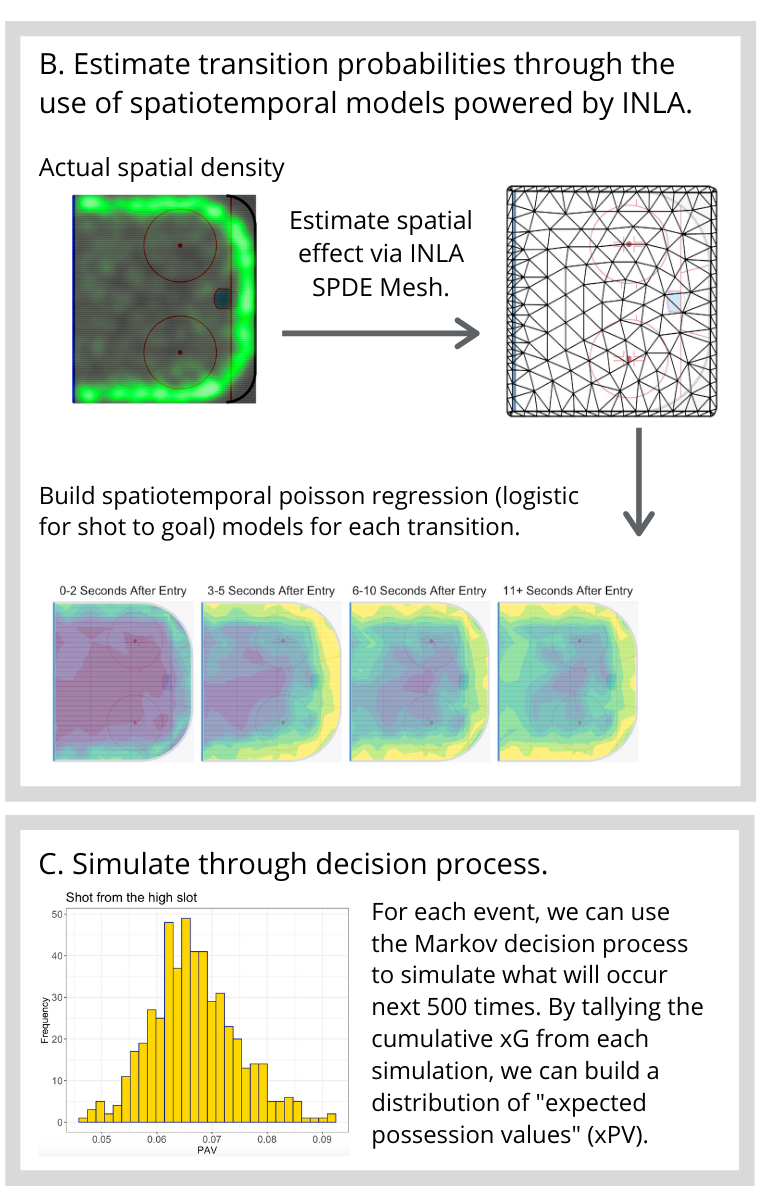 B. Estimate transition probabilities through the
use of spatiotemporal models powered by INLA.
Actual spatial density
Estimate spatial
effect via INLA
SPDE Mesh.
Build spatiotemporal poisson regression (logistic
for shot to goal) models for each transition.
0-2 Seconds After Entry
3-5 Seconds After Entry
6-10 Seconds After Entry
11+ Seconds After Entry
C. Simulate through decision process.
Shot from the high slot
50
40
30
20
10
0
Frequency
0.05
0.06
0.07
0.08
0.09
PAV
For each event, we can use
the Markov decision process
to simulate what will occur
next 500 times. By tallying the
cumulative xG from each
simulation, we can build a
distribution of "expected
possession values" (xPV).